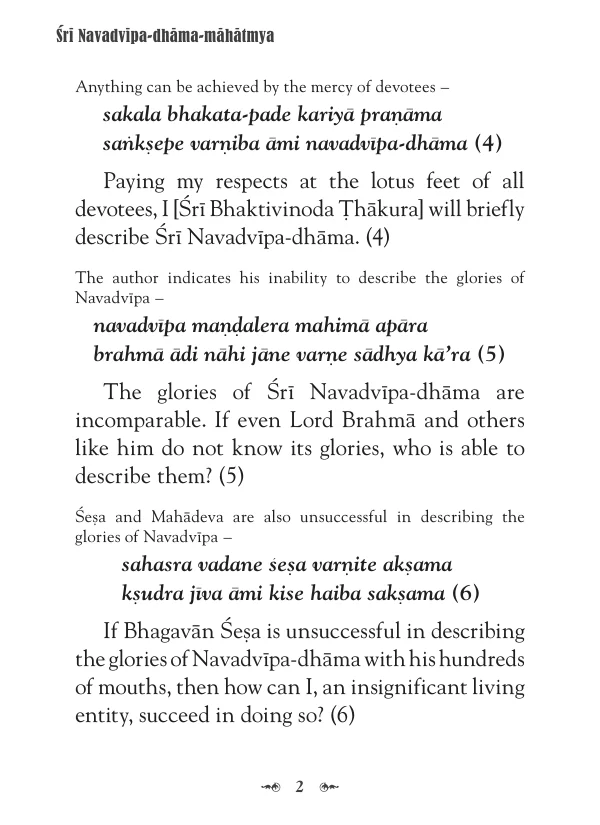 Śrī Navadvīpa-dhāma-māhātmya
Anything can be achieved by the mercy of devotees –
sakala bhakata-pade kariyā praṇāma
saṅkṣepe varṇiba āmi navadvīpa-dhāma (4)
Paying my respects at the lotus feet of all
devotees, I [Śrī Bhaktivinoda Ṭhākura] will briefly
describe Śrī Navadvīpa-dhāma. (4)
The author indicates his inability to describe the glories of
Navadvīpa –
navadvīpa maṇḍalera mahimā apāra
brahmā ādi nāhi jāne varṇe sādhya kā’ra (5)
The glories of Śrī Navadvīpa-dhāma are
incomparable. If even Lord Brahmā and others
like him do not know its glories, who is able to
describe them? (5)
Śeṣa and Mahādeva are also unsuccessful in describing the
glories of Navadvīpa –
sahasra vadane śeṣa varṇite akṣama
kṣudra jīva āmi kise haiba sakṣama (6)
If Bhagavān Śeṣa is unsuccessful in describing
the glories of Navadvīpa-dhāma with his hundreds
of mouths, then how can I, an insignificant living
entity, succeed in doing so? (6)
2